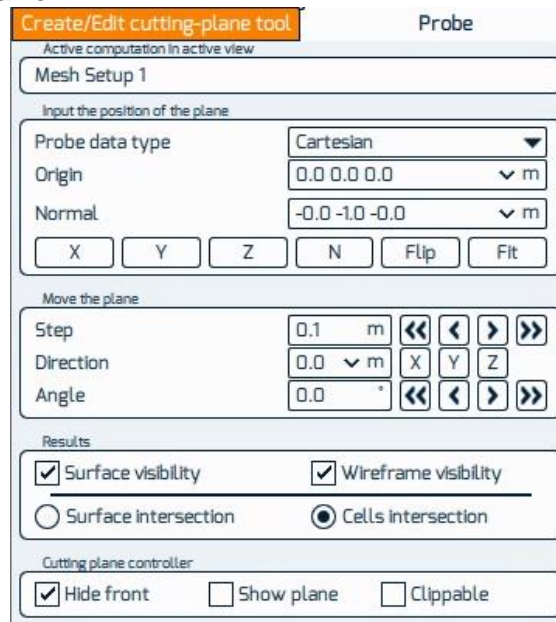 Create/Edit cutting-plane tool Probe
Active computation in active view
Mesh Setup 1
Input the position of the plane
Probe data type Cartesian
Origin 0.0 0.0 0.0 m
Normal -0.0 -1.0 -0.0 m
X Y Z N Flip Fit
Move the plane
Step 0.1 m
Direction 0.0 m X Y Z
Angle 0.0 °
Results
Surface visibility Wireframe visibility
Surface intersection Cells intersection
Cutting plane controller
Hide front Show plane Clippable